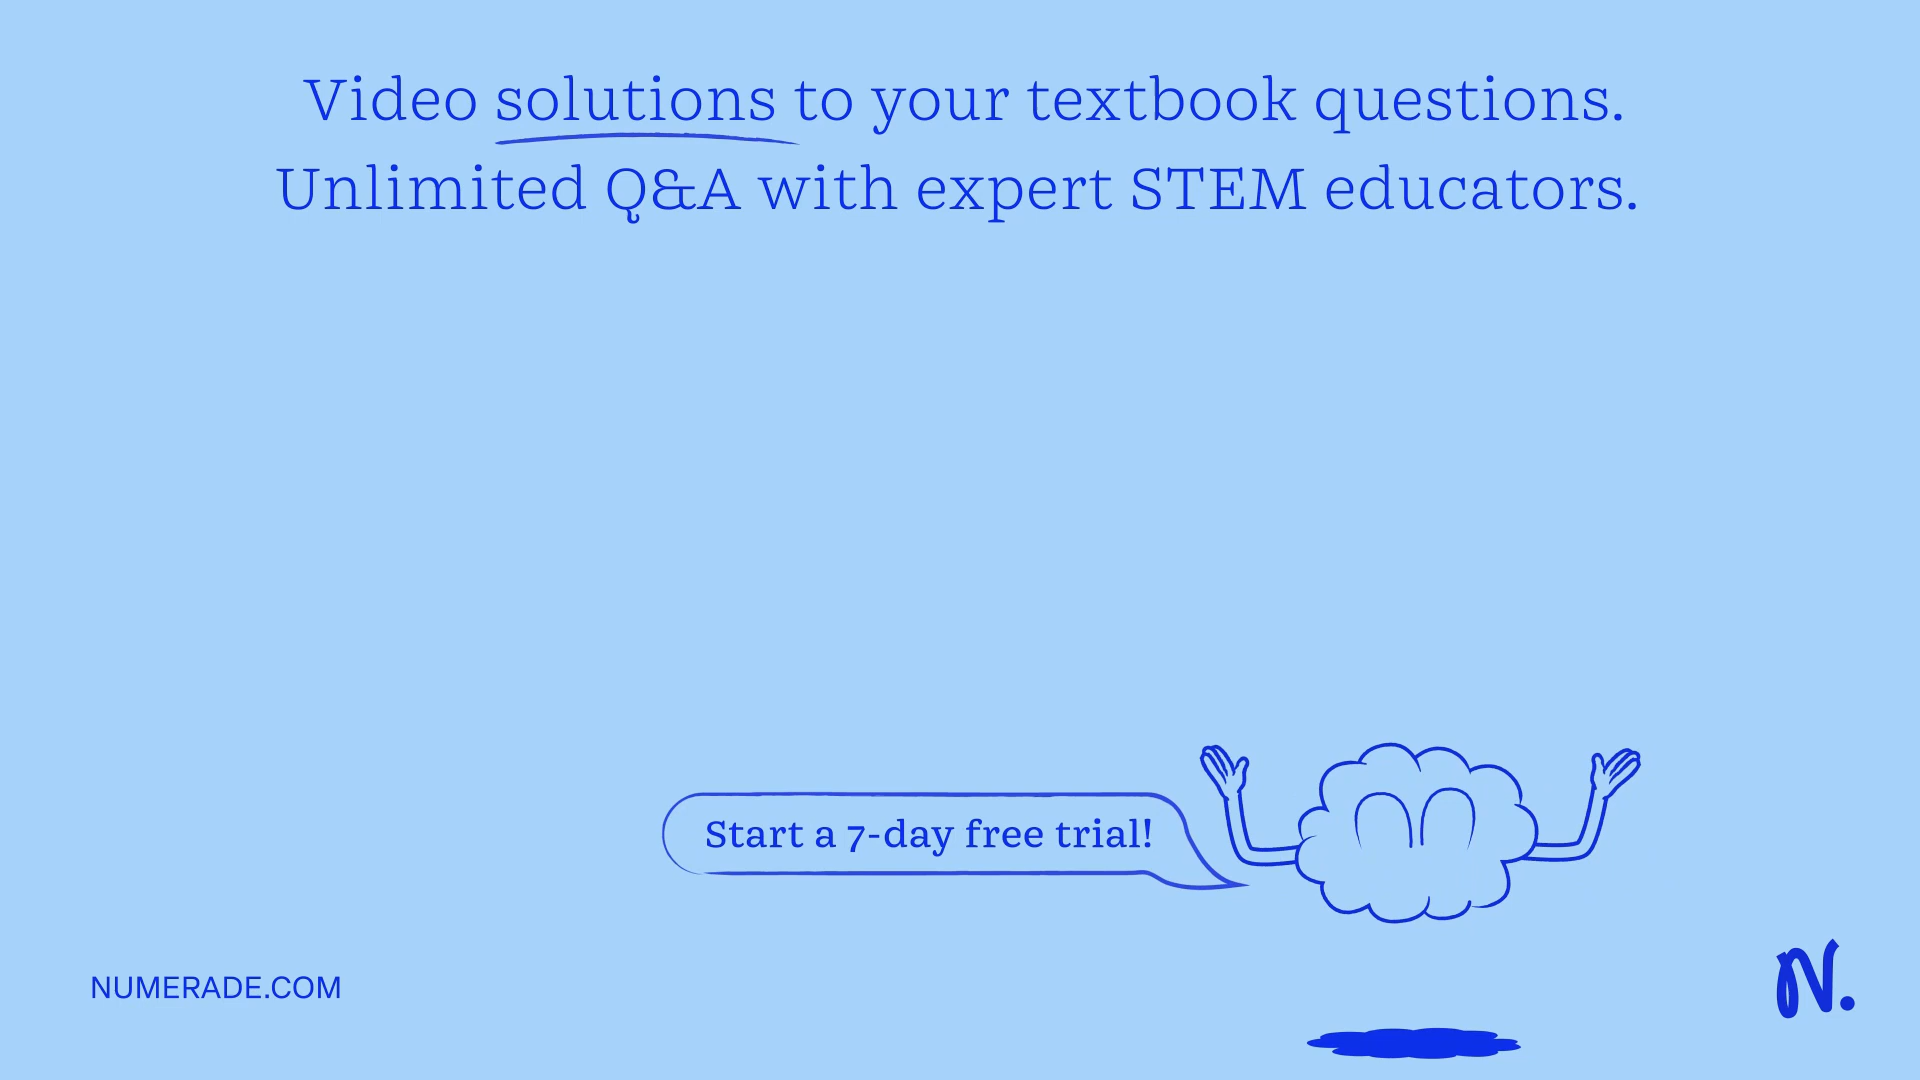 Video solutions to your textbook questions.
Unlimited Q&A with expert STEM educators.
Start a 7-day free trial!
NUMERADE.COM
N.